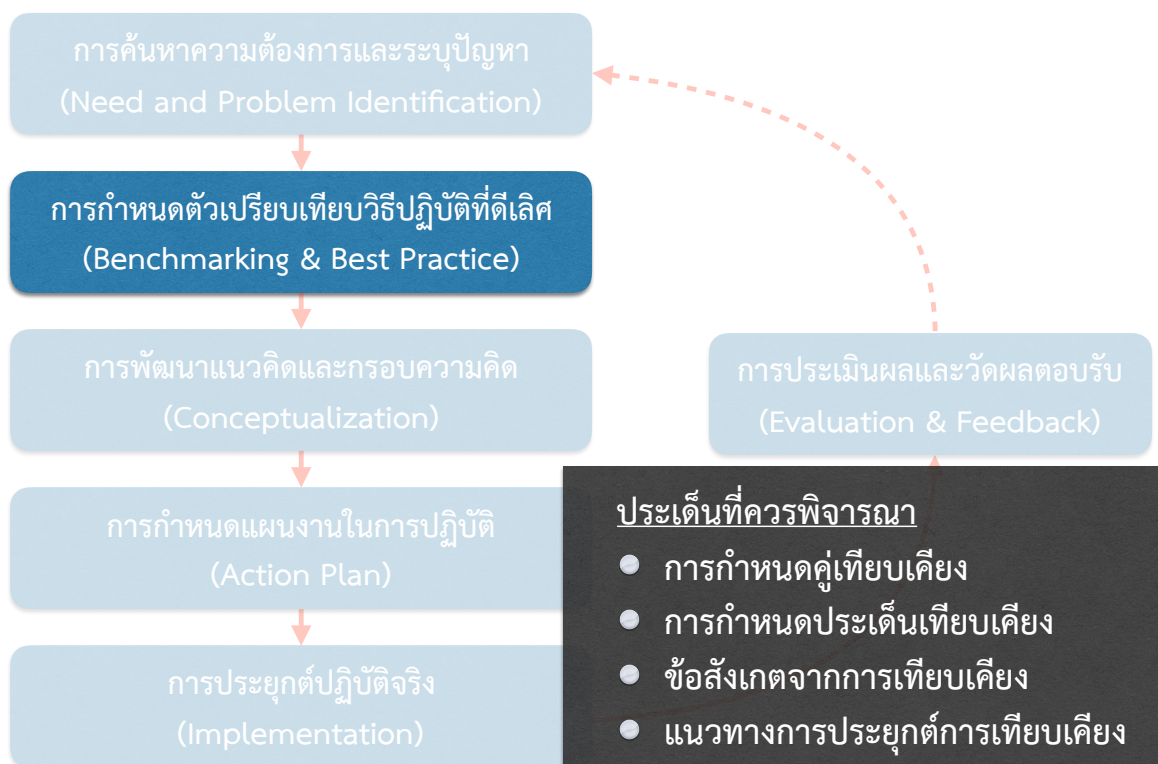 การค้นหาความต้องการและระบุปัญหา
(Need and Problem Identification)
การกำหนดตัวเปรียบเทียบวิธีปฏิบัติที่ดีเลิศ
(Benchmarking & Best Practice)
การพัฒนาแนวคิดและกรอบความคิด
(Conceptualization)
การกำหนดแผนงานในการปฏิบัติ
(Action Plan)
การประยุกต์ปฏิบัติจริง
(Implementation)
การประเมินผลและวัดผลตอบรับ
(Evaluation & Feedback)
ประเด็นที่ควรพิจารณา
การกำหนดคู่เทียบเคียง
การกำหนดประเด็นเทียบเคียง
ข้อสังเกตจากการเทียบเคียง
แนวทางการประยุกต์การเทียบเคียง